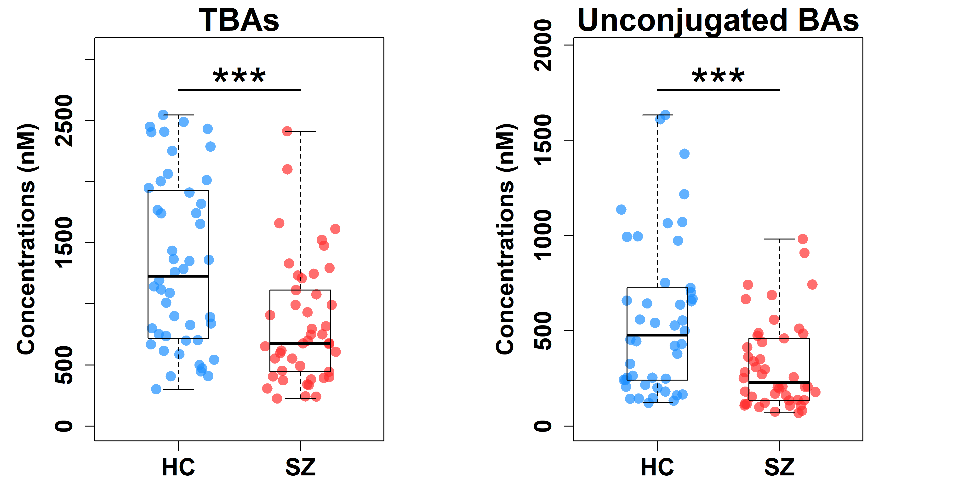 TBAs
Concentrations (nM)
2500
1500
500
0
***
HC
SZ
Unconjugated BAs
Concentrations (nM)
2000
1500
1000
500
0
***
HC
SZ